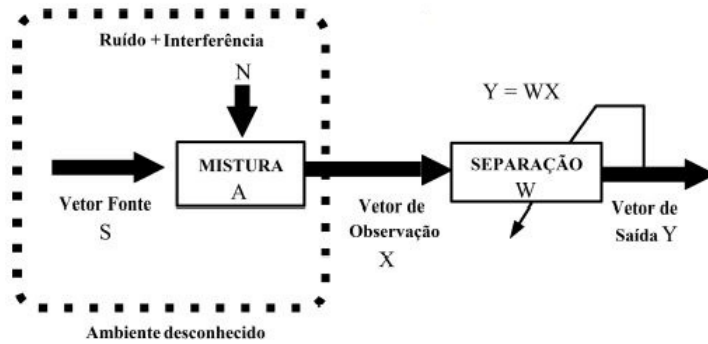 Ruído + Interferência
N
Y = WX
MISTURA
A
SEPARAÇÃO
W
Vetor Fonte
S
Vetor de
Observação
X
Vetor de
Saída Y
Ambiente desconhecido